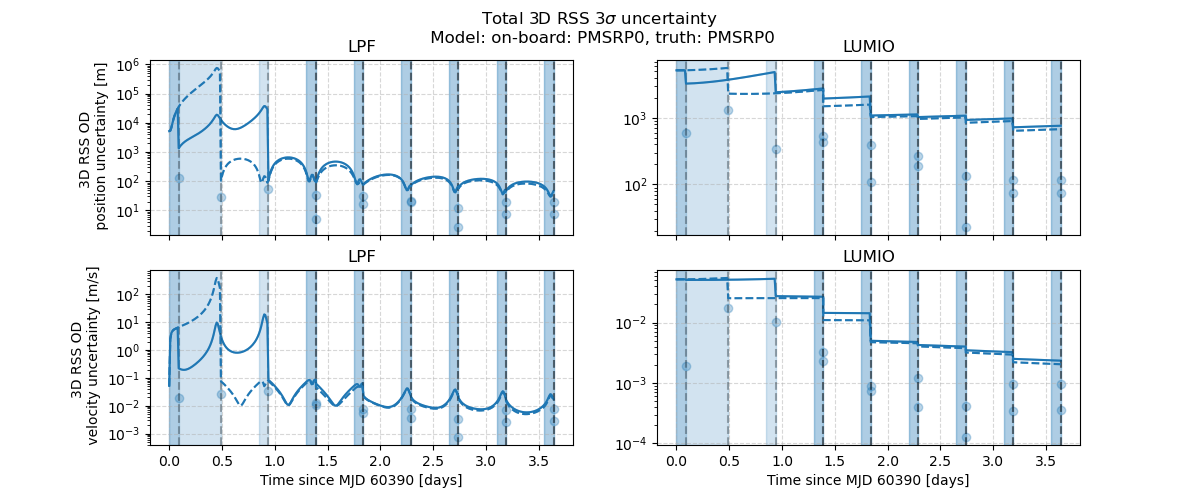 Total 3D RSS 3σ uncertainty
Model: on-board: PMSRP0, truth: PMSRP0
LPF
LUMIO
3D RSS OD
position uncertainty [m]
10⁶
10⁵
10⁴
10³
10²
10¹
10³
10²
LPF
LUMIO
3D RSS OD
velocity uncertainty [m/s]
10²
10¹
10⁰
10⁻¹
10⁻²
10⁻³
10⁻²
10⁻³
10⁻⁴
0.0 0.5 1.0 1.5 2.0 2.5 3.0 3.5
0.0 0.5 1.0 1.5 2.0 2.5 3.0 3.5
Time since MJD 60390 [days]
Time since MJD 60390 [days]